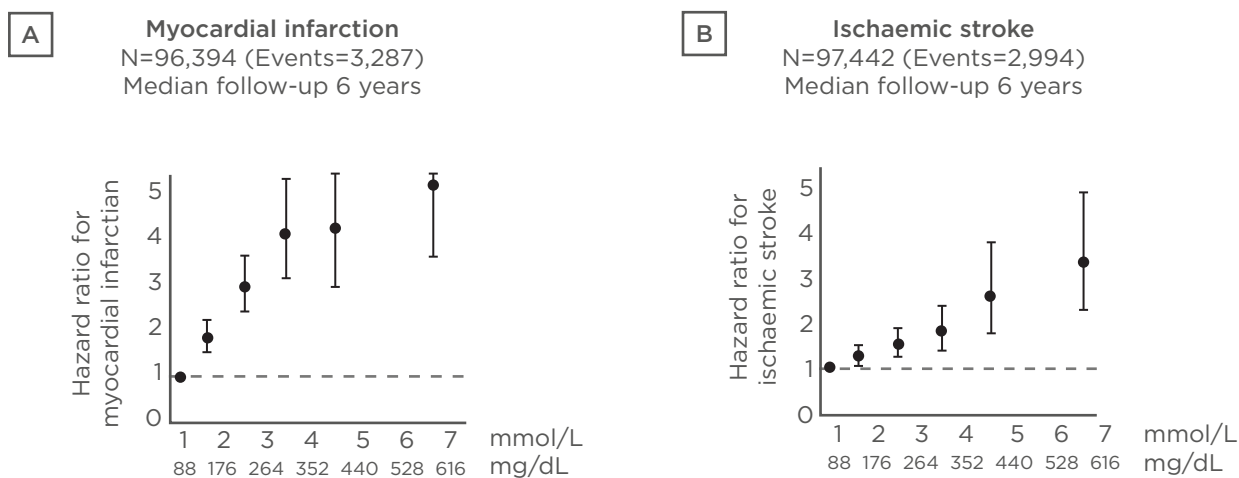 A
Myocardial infarction
N=96,394 (Events=3,287)
Median follow-up 6 years
Hazard ratio for
myocardial infarctian
5
4
3
2
1
0
1 2 3 4 5 6 7 mmol/L
88 176 264 352 440 528 616 mg/dL
B
Ischaemic stroke
N=97,442 (Events=2,994)
Median follow-up 6 years
Hazard ratio for
ischaemic stroke
5
4
3
2
1
0
1 2 3 4 5 6 7 mmol/L
88 176 264 352 440 528 616 mg/dL